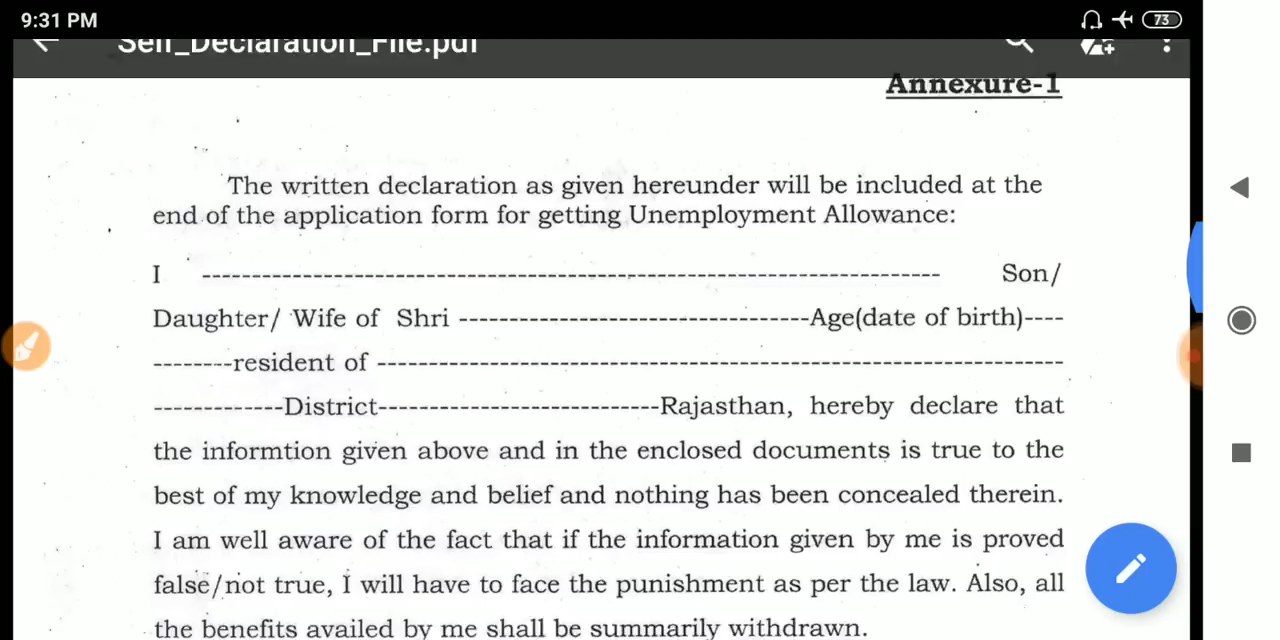 9:31 PM
73
Self_Declaration_File.pdf
Annexure-1
The written declaration as given hereunder will be included at the
end of the application form for getting Unemployment Allowance:
I ------------------------------------------------------------------------- Son/
Daughter/ Wife of Shri -----------------------------------Age(date of birth)----
--------resident of --------------------------------------------------------------------
-------------District----------------------------Rajasthan, hereby declare that
the informtion given above and in the enclosed documents is true to the
best of my knowledge and belief and nothing has been concealed therein.
I am well aware of the fact that if the information given by me is proved
false/not true, I will have to face the punishment as per the law. Also, all
the benefits availed by me shall be summarily withdrawn.